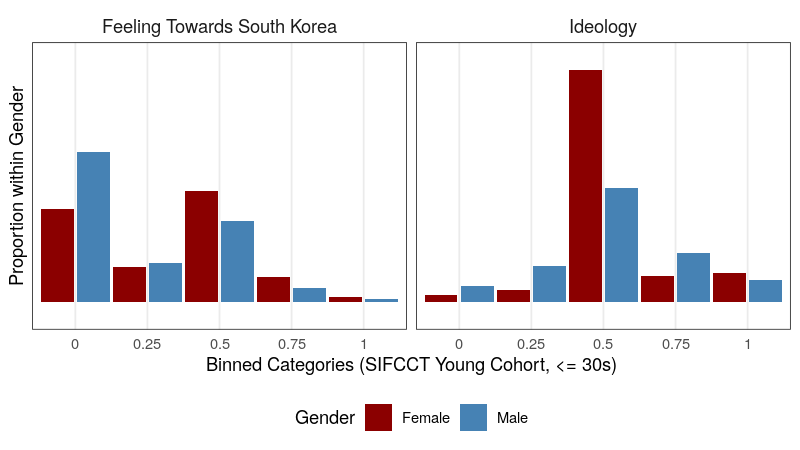 Feeling Towards South Korea
Ideology
Proportion within Gender
0 0.25 0.5 0.75 1
0 0.25 0.5 0.75 1
Binned Categories (SIFCCT Young Cohort, <= 30s)
Gender Female Male